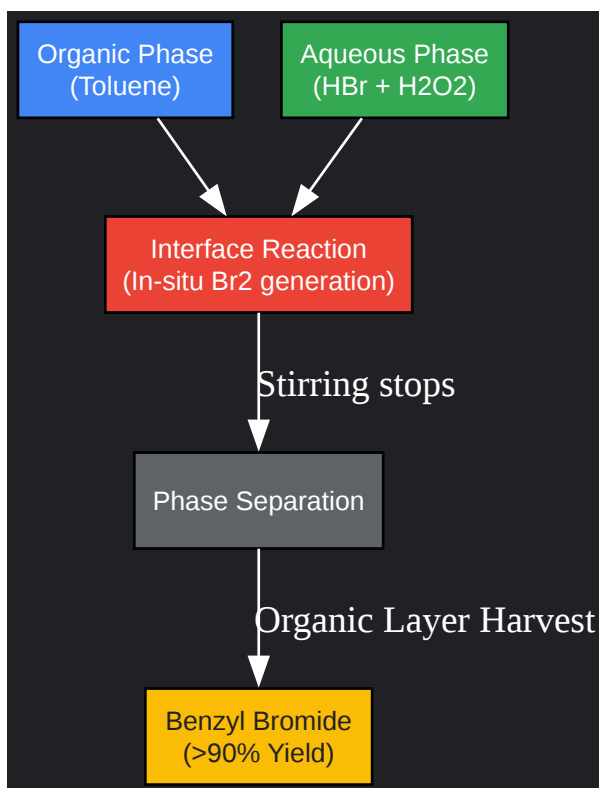 Organic Phase
(Toluene)
Aqueous Phase
(HBr + H2O2)
Interface Reaction
(In-situ Br2 generation)
Stirring stops
Phase Separation
Organic Layer Harvest
Benzyl Bromide
(>90% Yield)